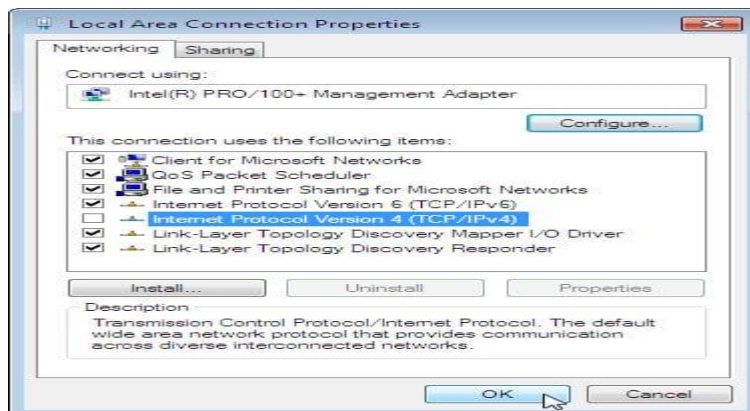 Local Area Connection Properties
Networking Sharing
Connect using:
Intel(R) PRO/100+ Management Adapter
Configure...
This connection uses the following items:
Client for Microsoft Networks
QoS Packet Scheduler
File and Printer Sharing for Microsoft Networks
Internet Protocol Version 6 (TCP/IPv6)
Internet Protocol Version 4 (TCP/IPv4)
Link-Layer Topology Discovery Mapper I/O Driver
Link-Layer Topology Discovery Responder
Install... Uninstall Properties
Description
Transmission Control Protocol/Internet Protocol. The default
wide area network protocol that provides communication
across diverse interconnected networks.
OK Cancel